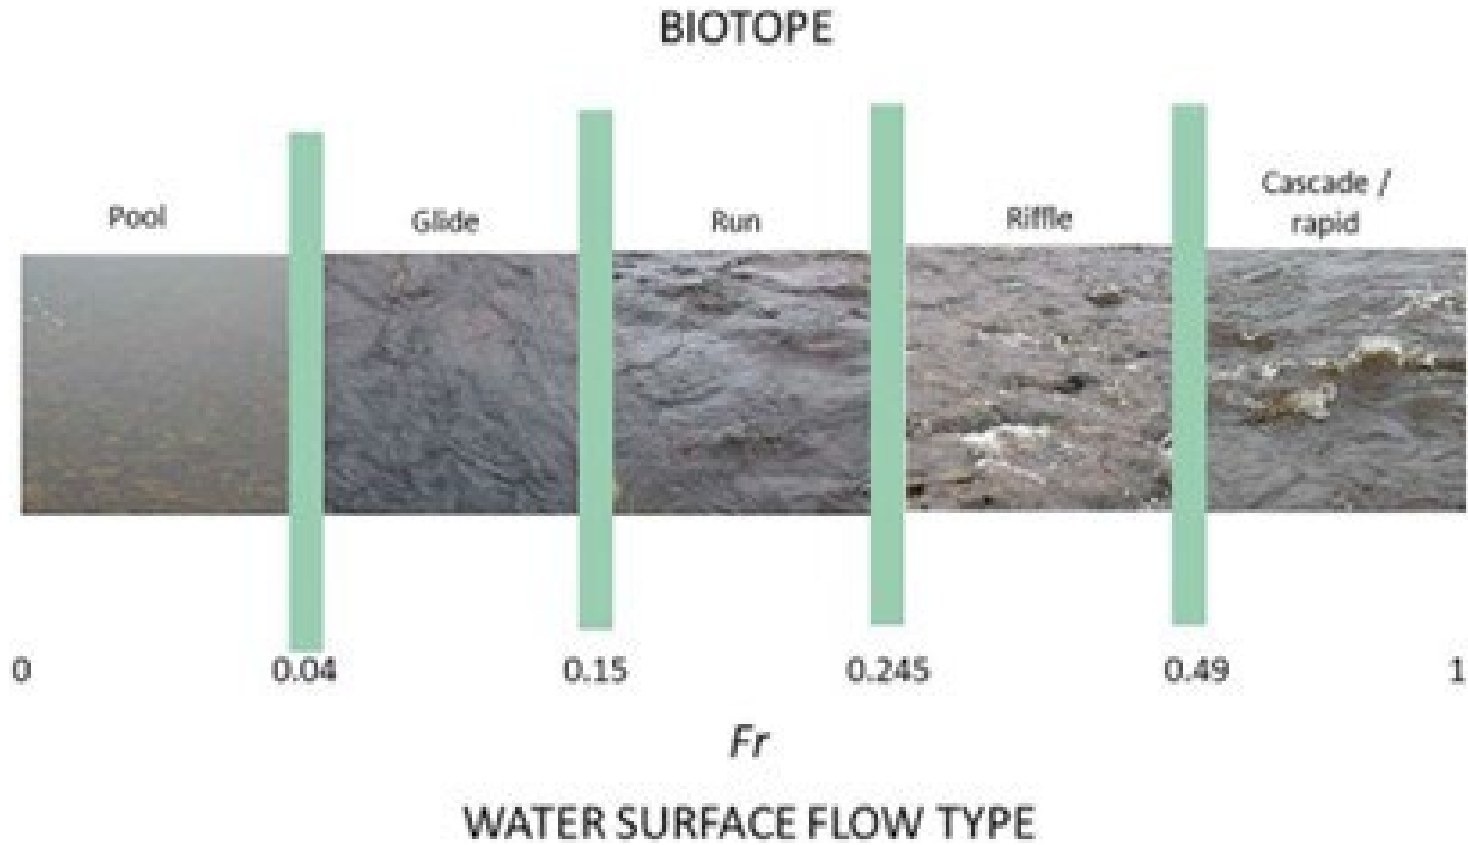 BIOTOPE
Pool
Glide
Run
Riffle
Cascade /
rapid
0
0.04
0.15
0.245
0.49
1
Fr
WATER SURFACE FLOW TYPE